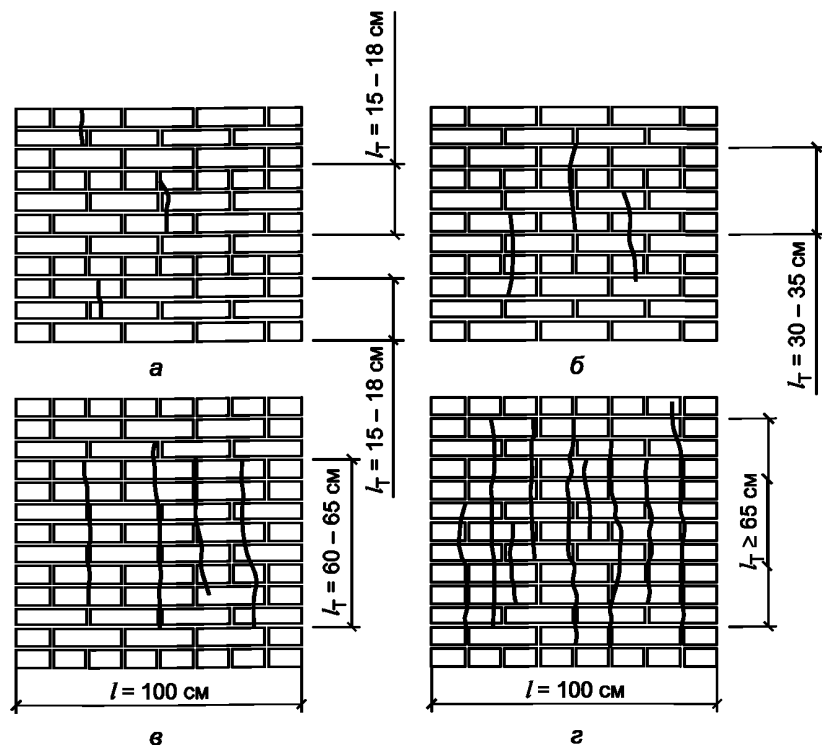 lт = 15 – 18 см
а
б
lт = 30 – 35 см
lт = 15 – 18 см
lт = 60 – 65 см
lт ≥ 65 см
l = 100 см
l = 100 см
в
г